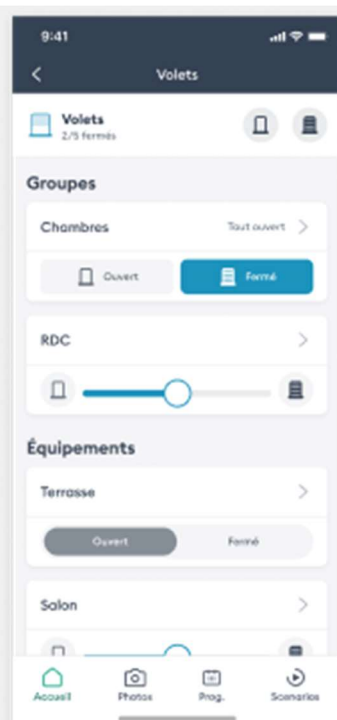 9:41
Volets
Volets
2/5 fermés
Groupes
Chambres
Tout ouvert
Ouvert
Fermé
RDC
Équipements
Terrasse
Ouvert
Fermé
Salon
Accueil
Photos
Prog.
Scenarios